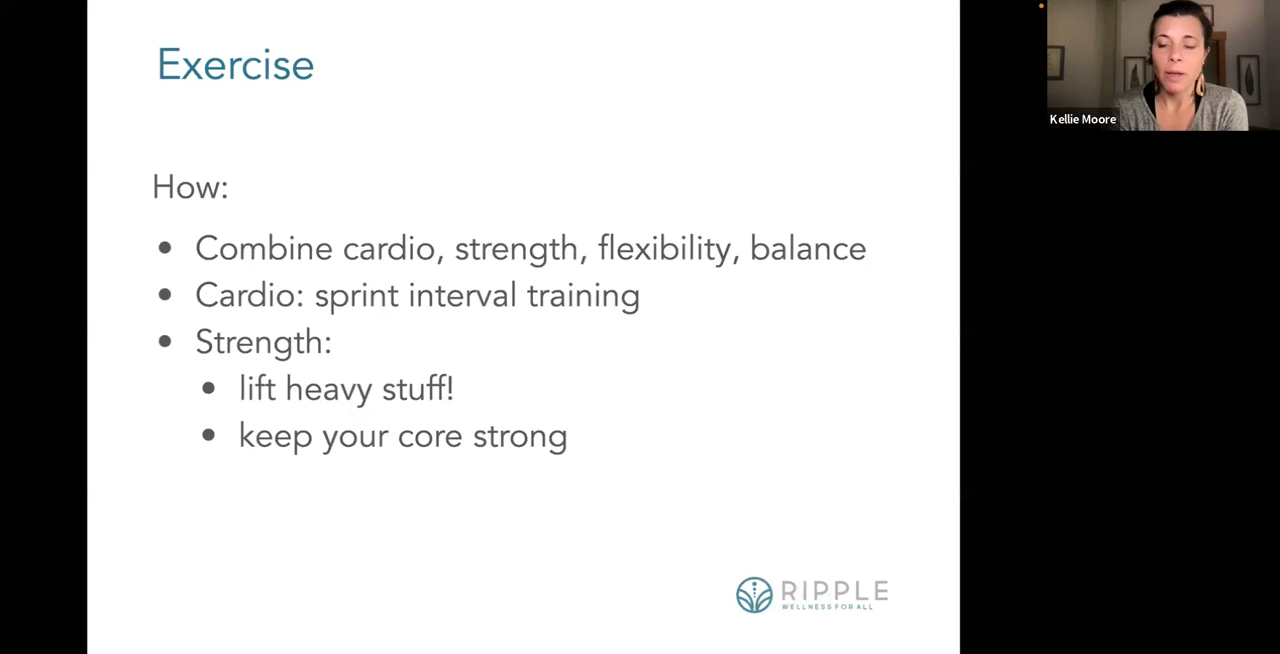 Exercise
How:
• Combine cardio, strength, flexibility, balance
• Cardio: sprint interval training
• Strength:
• lift heavy stuff!
• keep your core strong
RIPPLE
WELLNESS FOR ALL
Kellie Moore